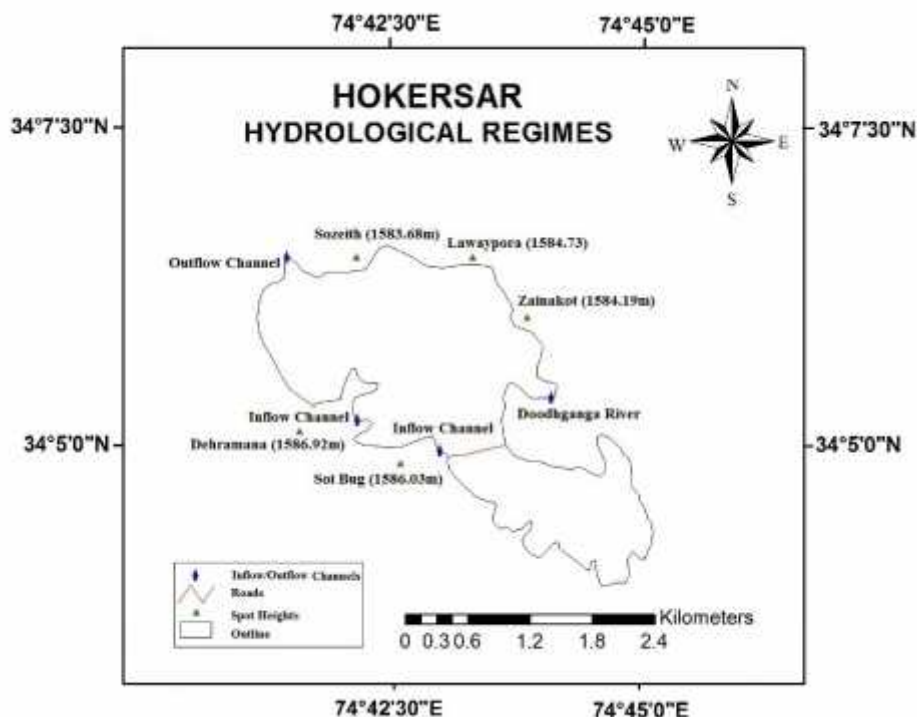 74°42'30"E 74°45'0"E
HOKERSAR
HYDROLOGICAL REGIMES
N
W E
S
34°7'30"N 34°7'30"N
Sozeith (1583.68m)
Lawaypora (1584.73)
Outflow Channel
Zainakot (1584.19m)
Inflow Channel
Doodhganga River
Inflow Channel
Dehramana (1586.92m)
34°5'0"N 34°5'0"N
Soi Bug (1586.03m)
Inflow/Outflow Channels
Roads
Spot Heights
Outline
Kilometers
0 0.3 0.6 1.2 1.8 2.4
74°42'30"E 74°45'0"E